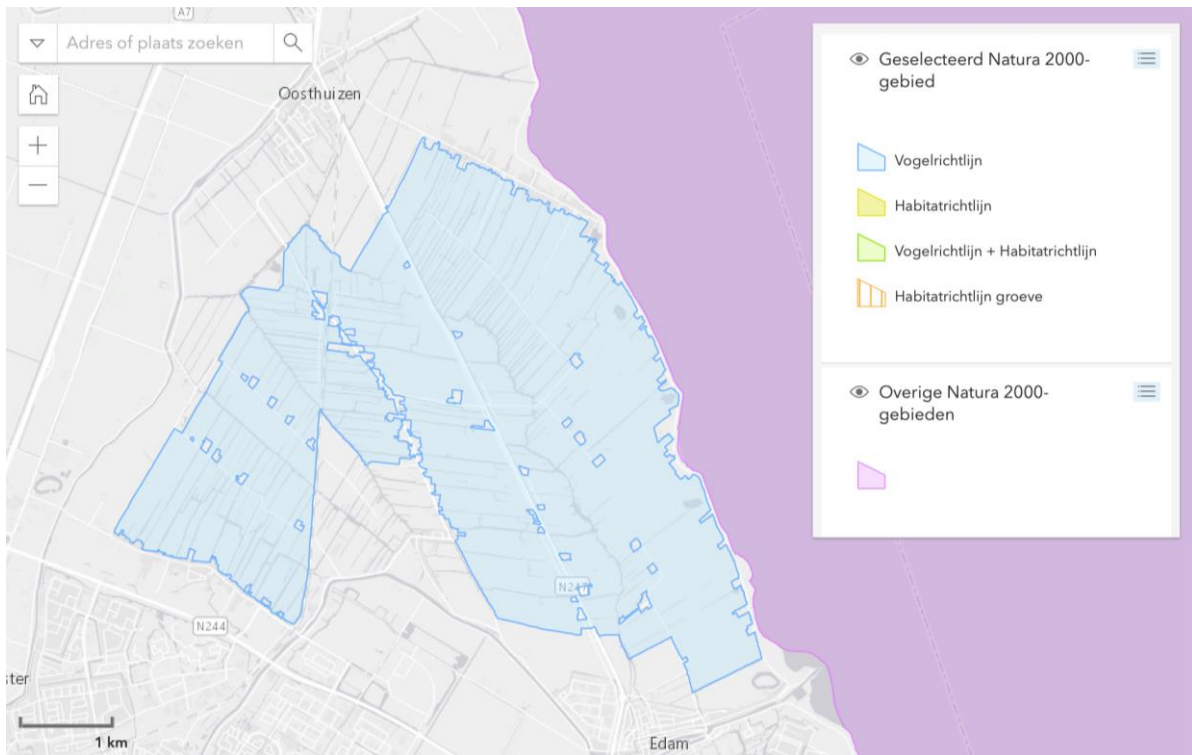 A7
Adres of plaats zoeken
Oosthuizen
N247
N244
ster
1 km
Edam
Geselecteerd Natura 2000-
gebied
Vogelrichtlijn
Habitatrichtlijn
Vogelrichtlijn + Habitatrichtlijn
Habitatrichtlijn groeve
Overige Natura 2000-
gebieden